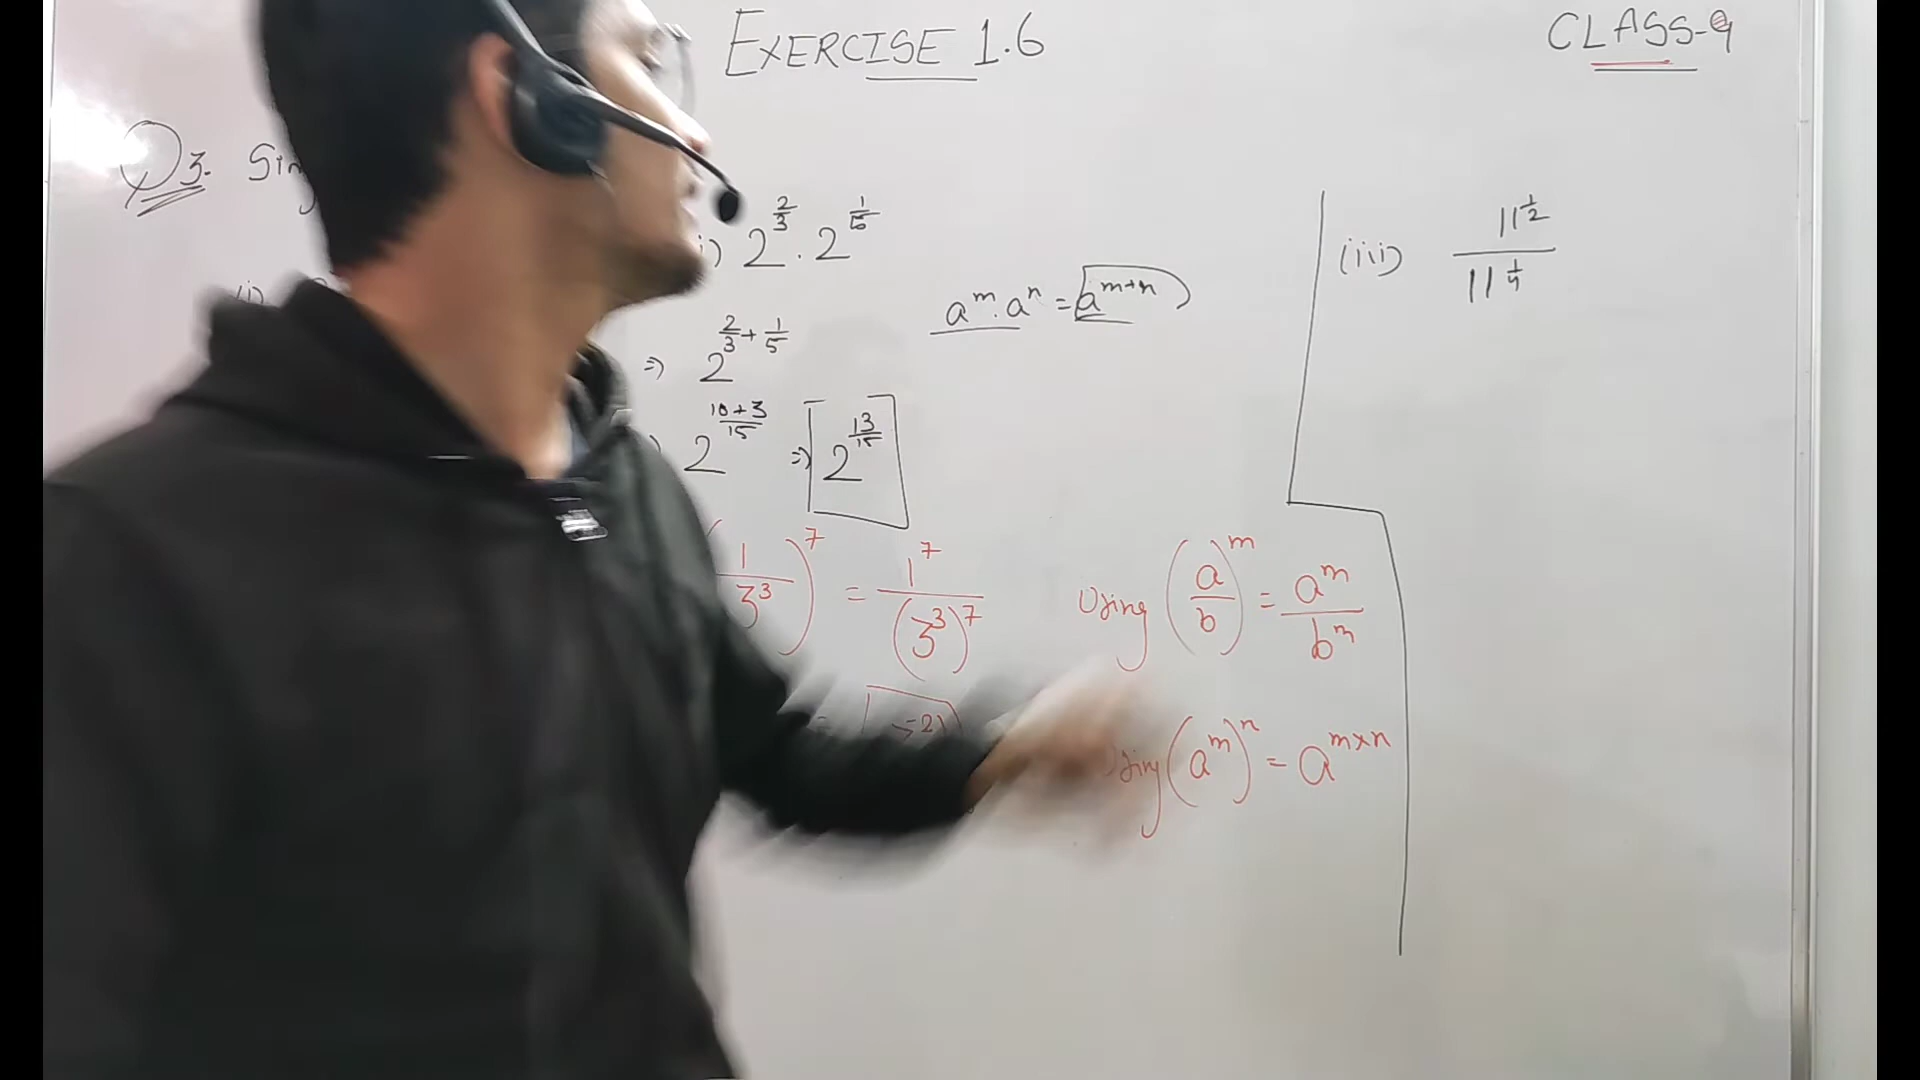 EXERCISE 1.6
CLASS-9
Q3.
i) 2^(2/3) . 2^(1/5)
⇒ 2^(2/3 + 1/5)
a^m . a^n = a^(m+n)
2^((10+3)/15) ⇒ 2^(13/15)
(1/3^3)^7 = 1^7/(3^3)^7
Using (a/b)^m = a^m/b^m
(a^m)^n = a^(m×n)
(iii) 11^(1/2)/11^(1/4)